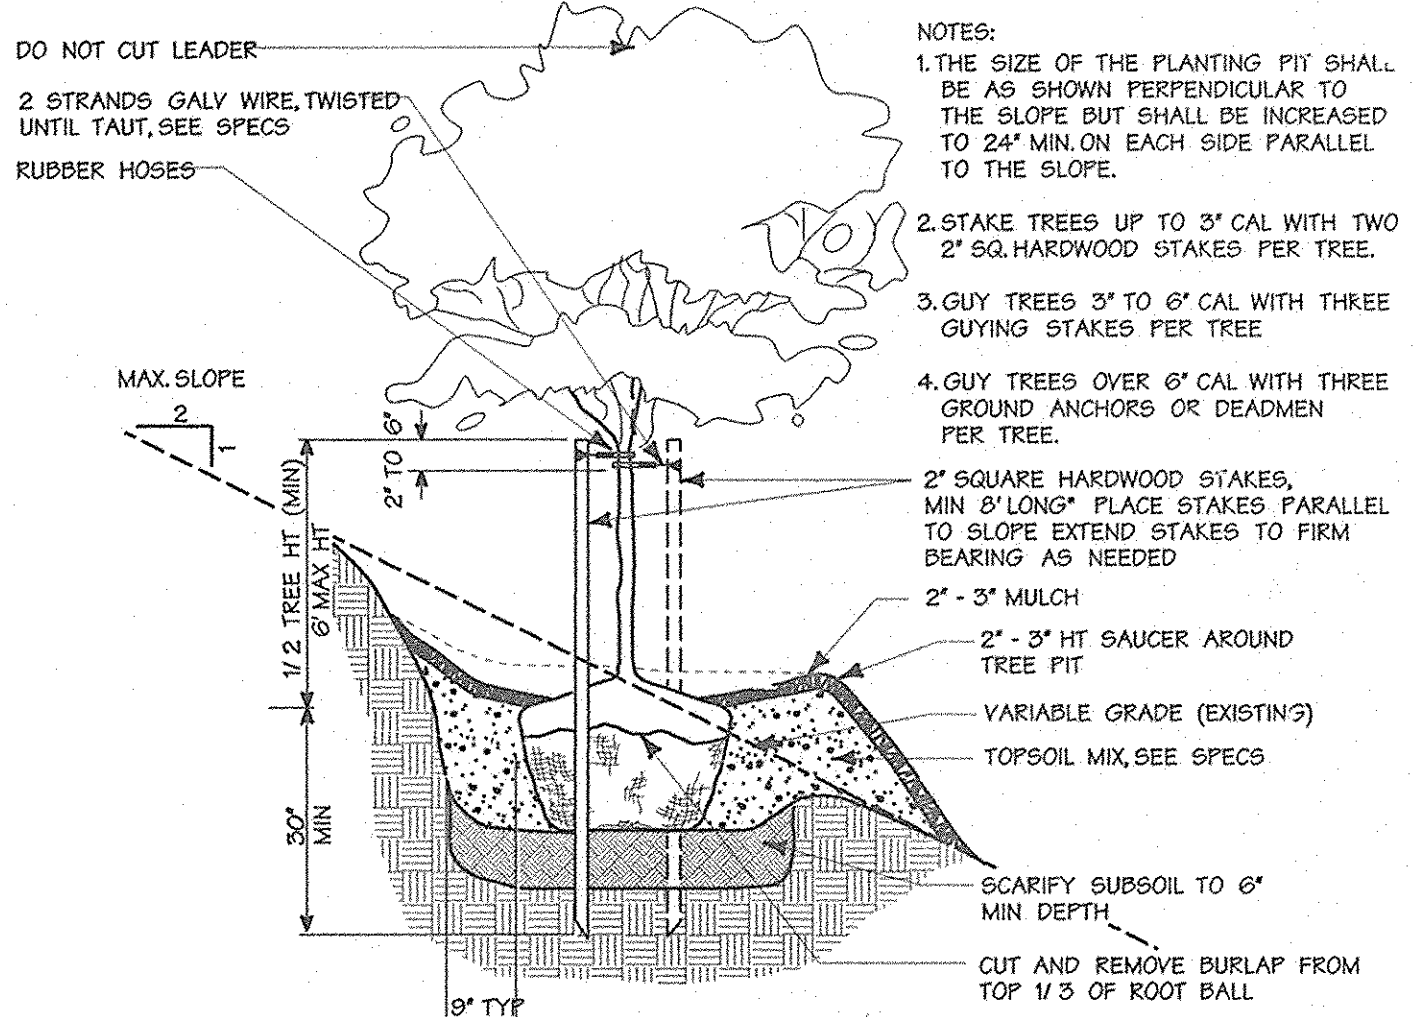 DO NOT CUT LEADER
2 STRANDS GALV WIRE, TWISTED
UNTIL TAUT, SEE SPECS
RUBBER HOSES
MAX. SLOPE
2
1
2" TO 6"
1/2 TREE HT (MIN)
6' MAX HT
30"
MIN
9" TYP
NOTES:
1. THE SIZE OF THE PLANTING PIT SHALL
BE AS SHOWN PERPENDICULAR TO
THE SLOPE BUT SHALL BE INCREASED
TO 24" MIN. ON EACH SIDE PARALLEL
TO THE SLOPE.
2. STAKE TREES UP TO 3" CAL WITH TWO
2" SQ. HARDWOOD STAKES PER TREE.
3. GUY TREES 3" TO 6" CAL WITH THREE
GUYING STAKES PER TREE
4. GUY TREES OVER 6" CAL WITH THREE
GROUND ANCHORS OR DEADMEN
PER TREE.
2" SQUARE HARDWOOD STAKES,
MIN 8' LONG" PLACE STAKES PARALLEL
TO SLOPE EXTEND STAKES TO FIRM
BEARING AS NEEDED
2" - 3" MULCH
2" - 3" HT SAUCER AROUND
TREE PIT
VARIABLE GRADE (EXISTING)
TOPSOIL MIX, SEE SPECS
SCARIFY SUBSOIL TO 6"
MIN DEPTH
CUT AND REMOVE BURLAP FROM
TOP 1/3 OF ROOT BALL